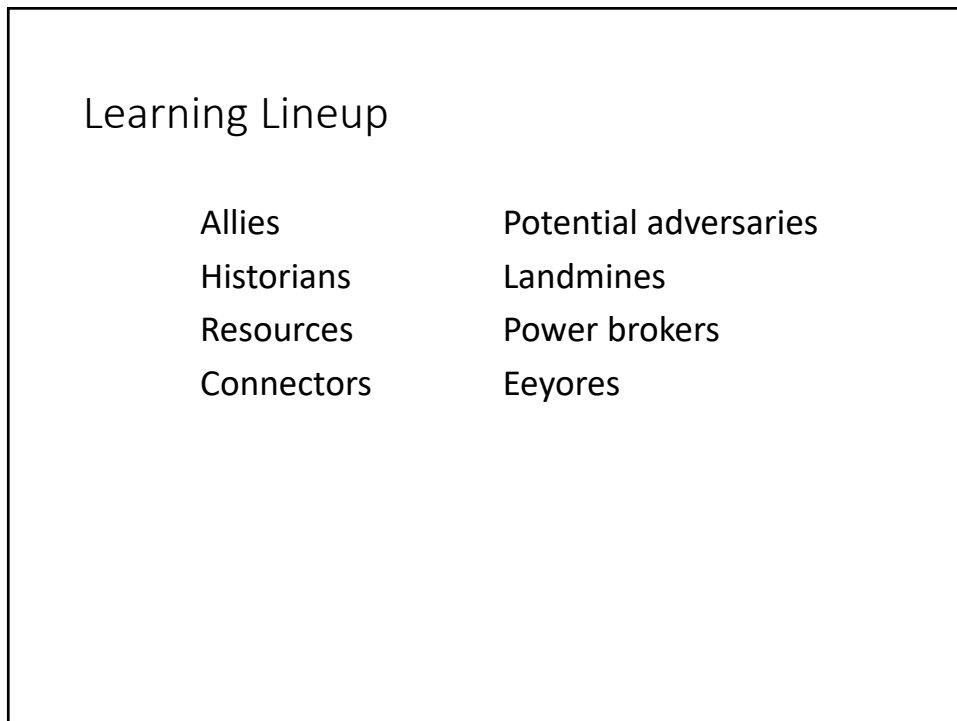 Learning Lineup
Allies
Historians
Resources
Connectors
Potential adversaries
Landmines
Power brokers
Eeyores